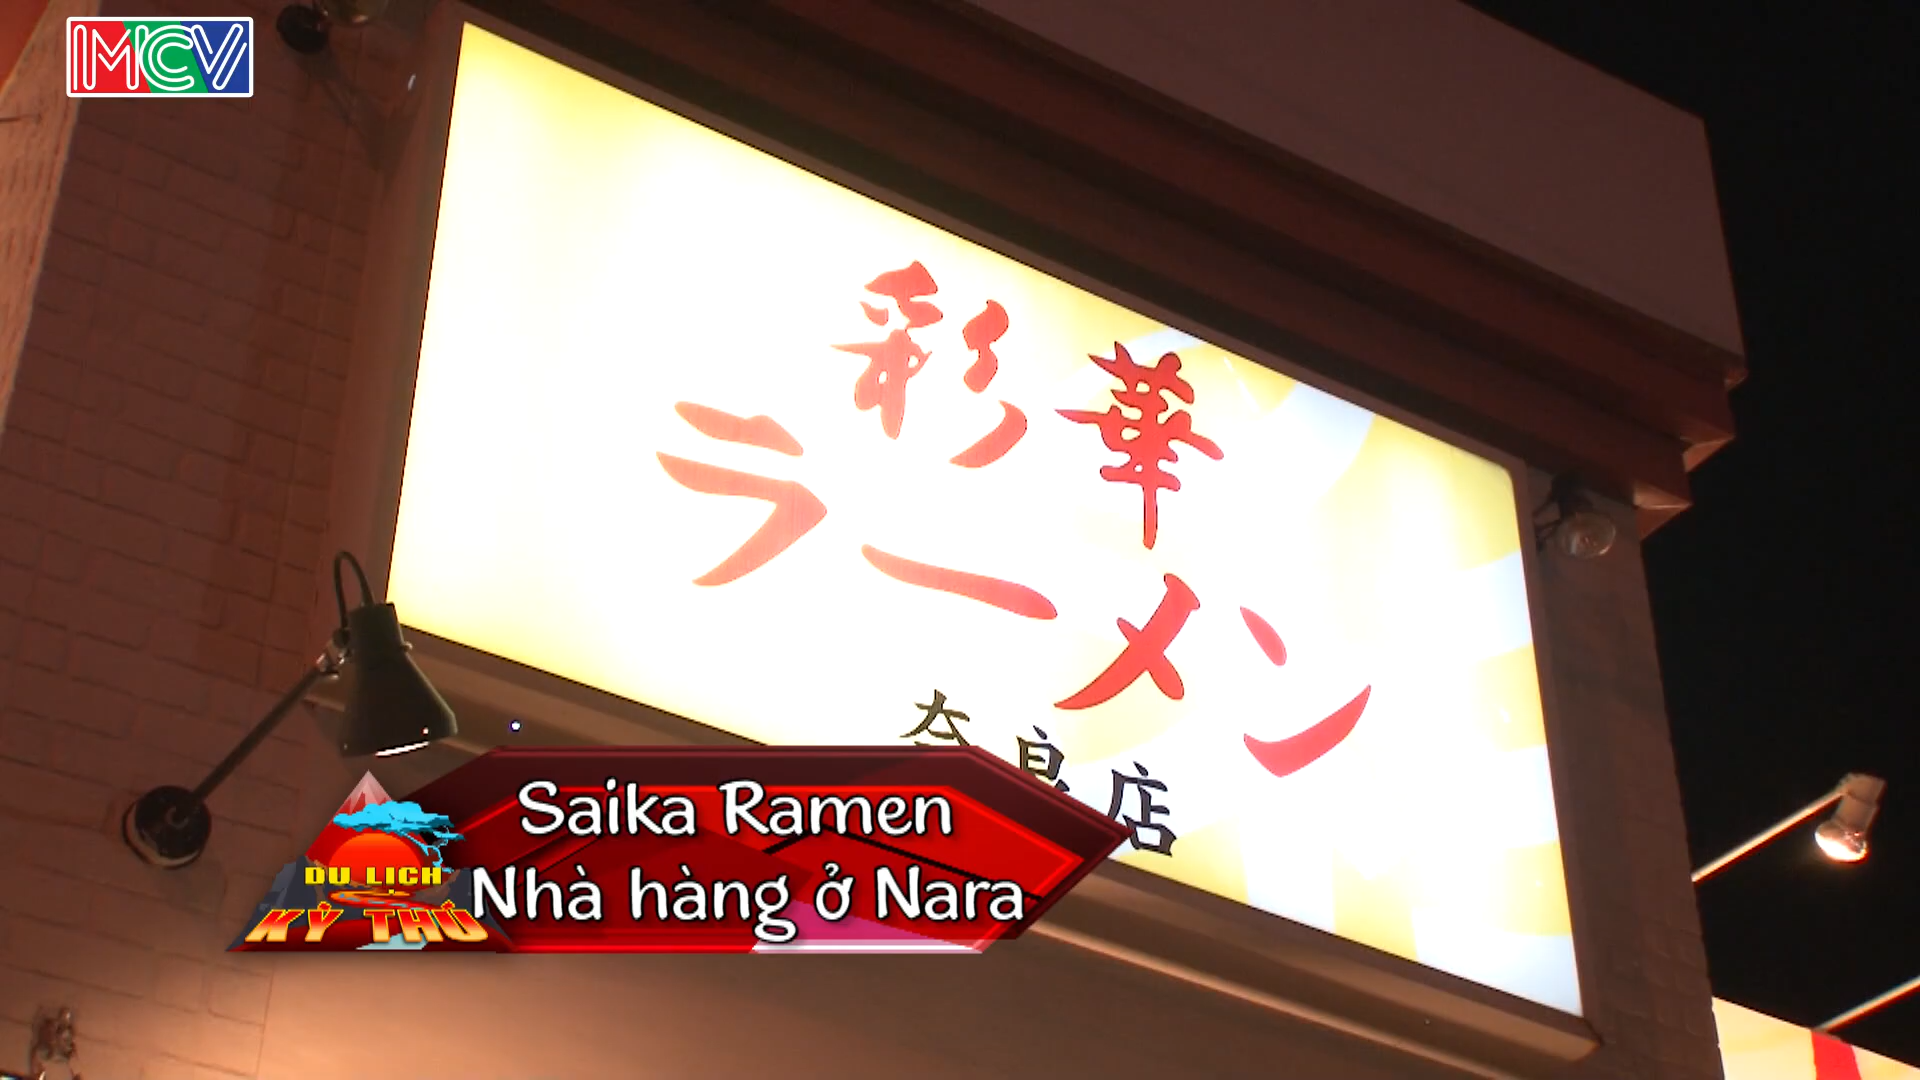 MCV
彩華
ラーメン
奈良店
Saika Ramen
Nhà hàng ở Nara
DU LỊCH
KỲ THÚ